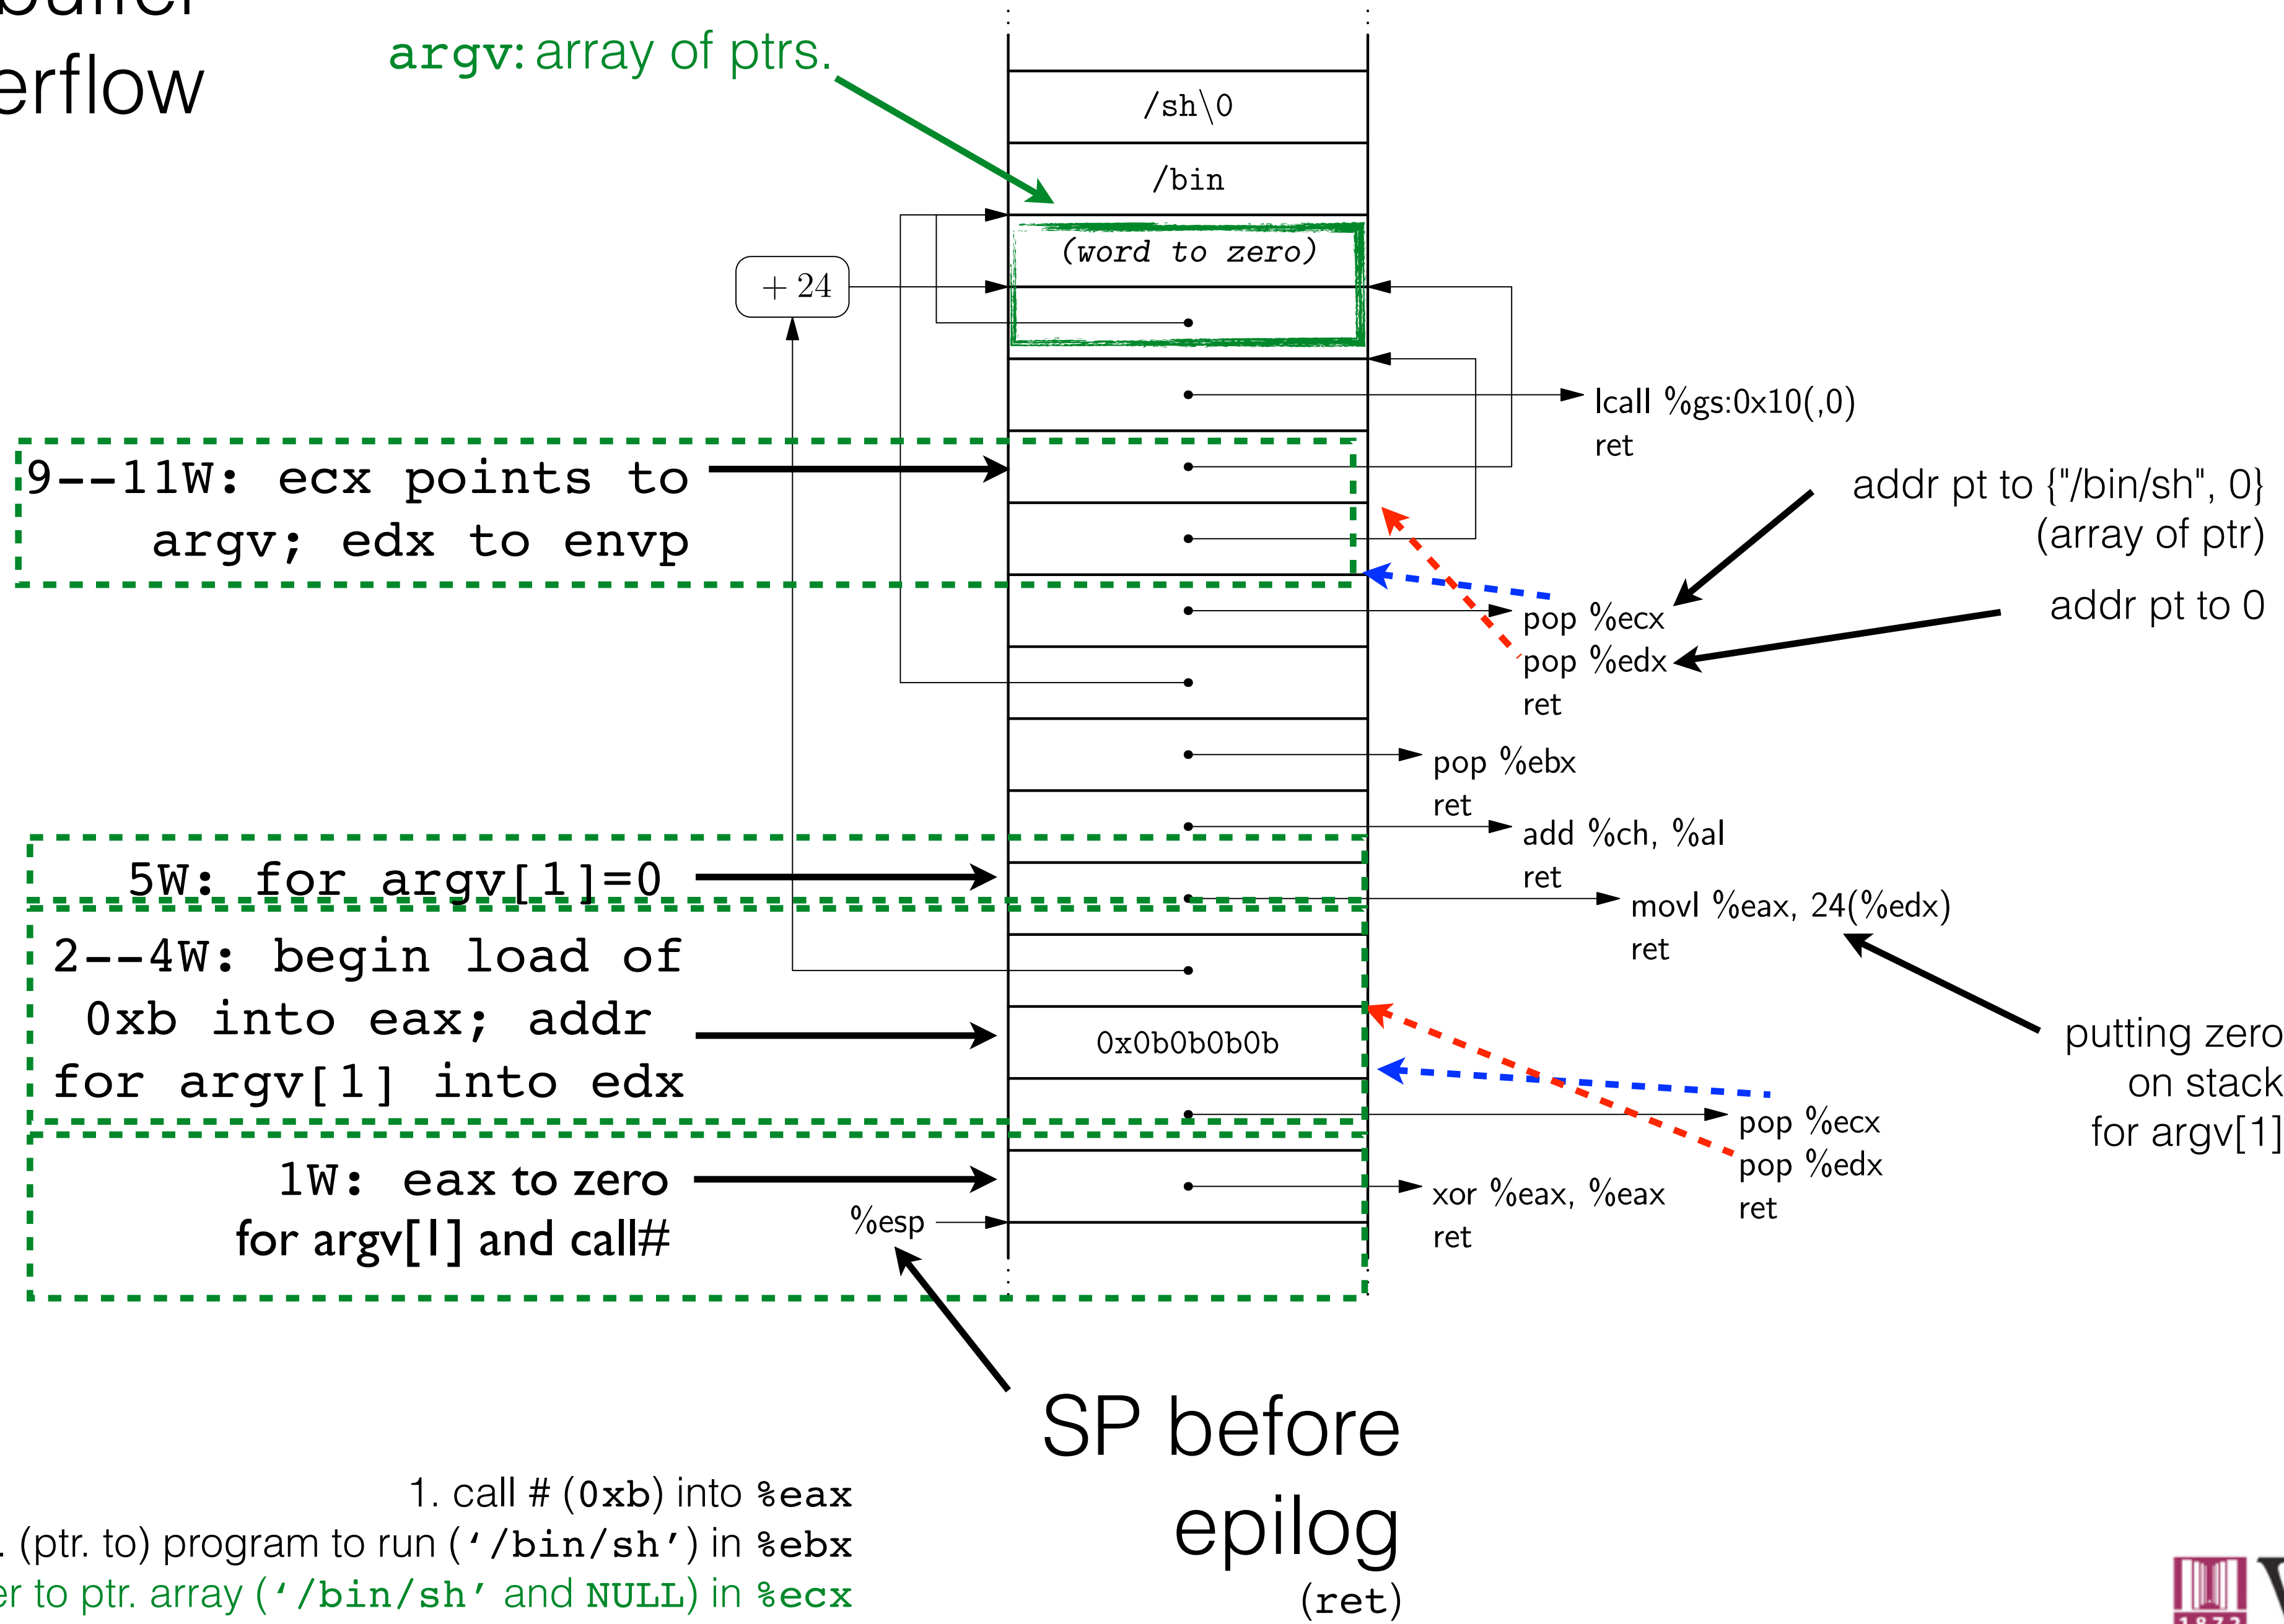 buffer
erflow
argv: array of ptrs.
/sh\0
/bin
(word to zero)
+ 24
lcall %gs:0x10(,0)
ret
9--11W: ecx points to
argv; edx to envp
addr pt to {"/bin/sh", 0}
(array of ptr)
addr pt to 0
pop %ecx
pop %edx
ret
pop %ebx
ret
add %ch, %al
ret
5W: for argv[1]=0
movl %eax, 24(%edx)
ret
2--4W: begin load of
0xb into eax; addr
for argv[1] into edx
0x0b0b0b0b
putting zero
on stack
for argv[1]
pop %ecx
pop %edx
ret
1W: eax to zero
for argv[l] and call#
%esp
xor %eax, %eax
ret
SP before
epilog
(ret)
1. call # (0xb) into %eax
. (ptr. to) program to run (‘/bin/sh’) in %ebx
er to ptr. array (‘/bin/sh’ and NULL) in %ecx
1872